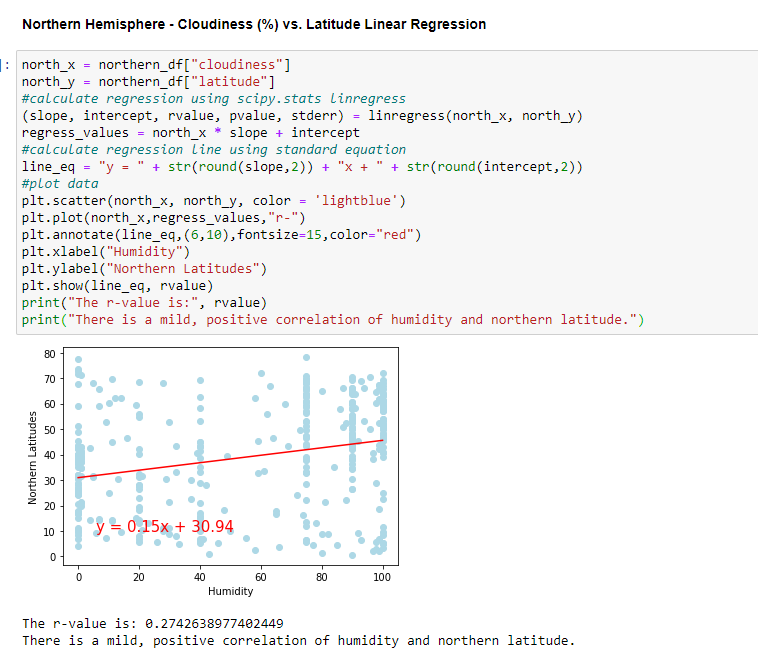 Northern Hemisphere - Cloudiness (%) vs. Latitude Linear Regression
]:
north_x = northern_df["cloudiness"]
north_y = northern_df["latitude"]
#calculate regression using scipy.stats linregress
(slope, intercept, rvalue, pvalue, stderr) = linregress(north_x, north_y)
regress_values = north_x * slope + intercept
#calculate regression line using standard equation
line_eq = "y = " + str(round(slope,2)) + "x + " + str(round(intercept,2))
#plot data
plt.scatter(north_x, north_y, color = 'lightblue')
plt.plot(north_x,regress_values,"r-")
plt.annotate(line_eq,(6,10),fontsize=15,color="red")
plt.xlabel("Humidity")
plt.ylabel("Northern Latitudes")
plt.show(line_eq, rvalue)
print("The r-value is:", rvalue)
print("There is a mild, positive correlation of humidity and northern latitude.")
80
70
60
50
40
30
20
10
0
Northern Latitudes
y = 0.15x + 30.94
0 20 40 60 80 100
Humidity
The r-value is: 0.2742638977402449
There is a mild, positive correlation of humidity and northern latitude.